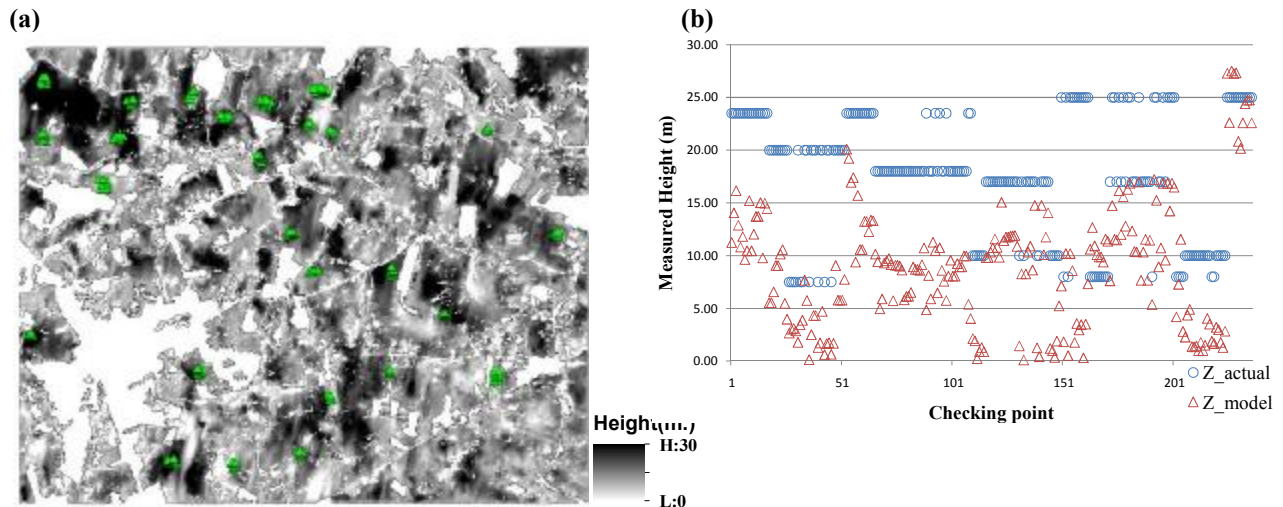 (a)
(b)
Height(m.)
H:30
L:0
Measured Height (m)
30.00
25.00
20.00
15.00
10.00
5.00
0.00
1 51 101 151 201
Checking point
Z_actual
Z_model